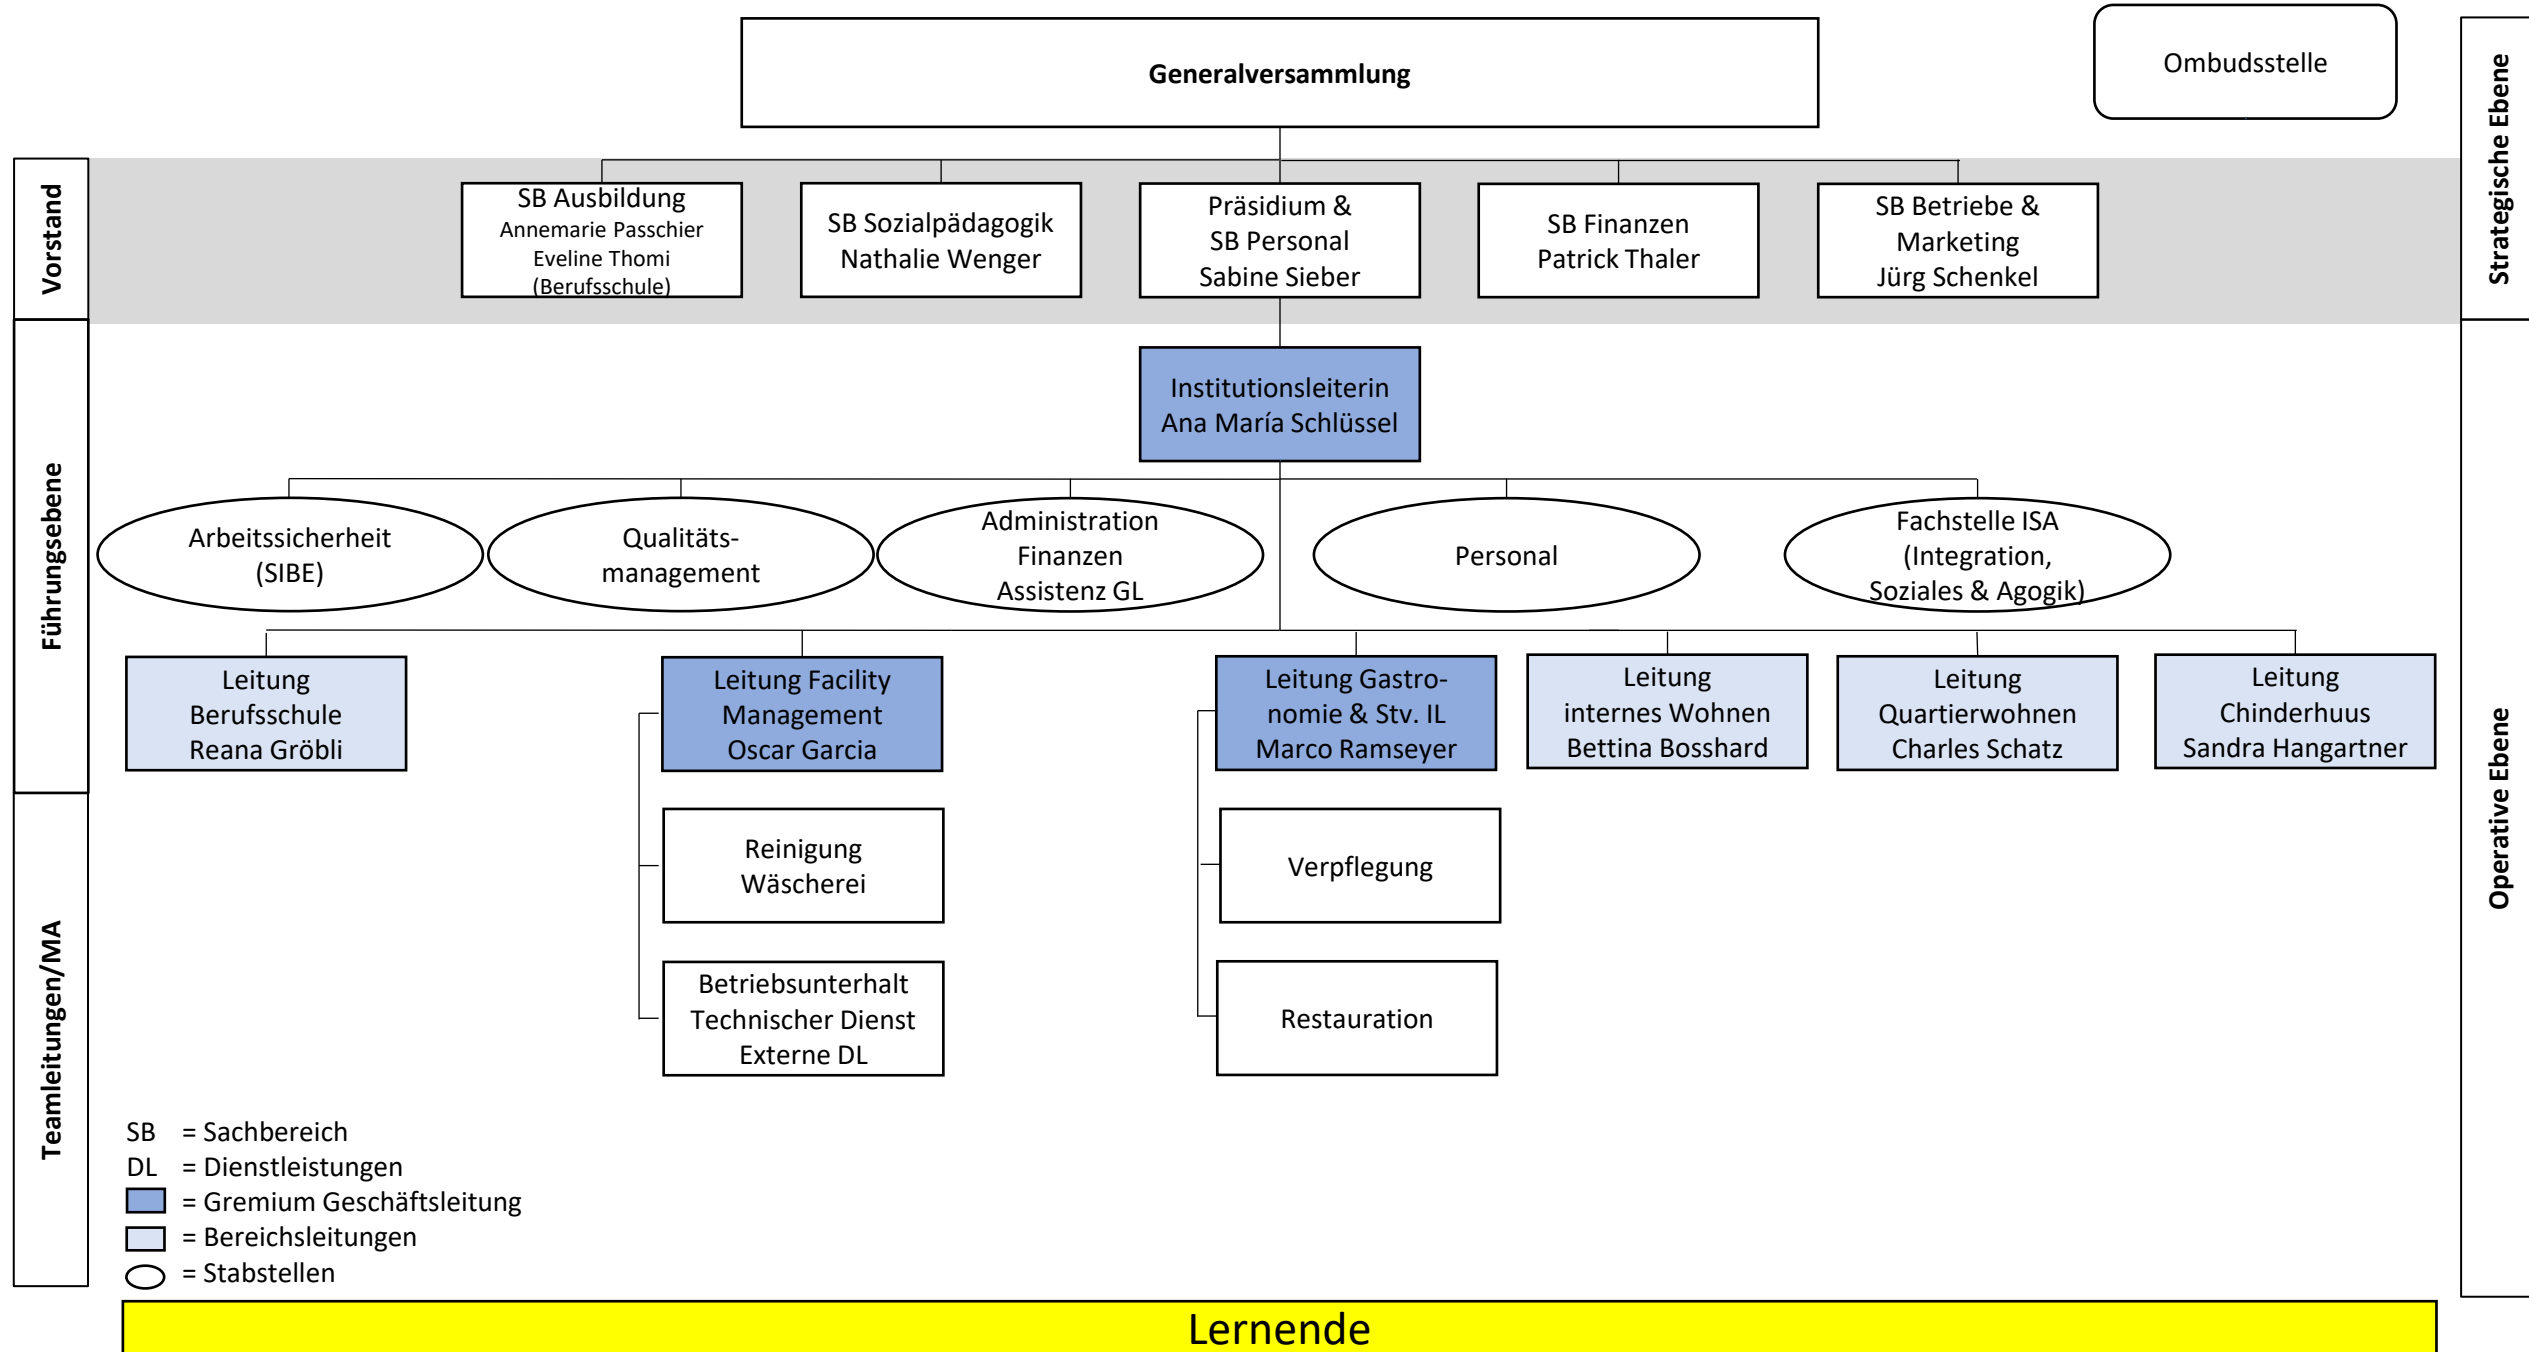 Generalversammlung
Ombudsstelle
Strategische Ebene
Vorstand
SB Ausbildung
Annemarie Passchier
Eveline Thomi
(Berufsschule)
SB Sozialpädagogik
Nathalie Wenger
Präsidium &
SB Personal
Sabine Sieber
SB Finanzen
Patrick Thaler
SB Betriebe &
Marketing
Jürg Schenkel
Führungsebene
Operative Ebene
Institutionsleiterin
Ana María Schlüssel
Arbeitssicherheit
(SIBE)
Qualitäts-
management
Administration
Finanzen
Assistenz GL
Personal
Fachstelle ISA
(Integration,
Soziales & Agogik)
Leitung
Berufsschule
Reana Gröbli
Leitung Facility
Management
Oscar Garcia
Leitung Gastro-
nomie & Stv. IL
Marco Ramseyer
Leitung
internes Wohnen
Bettina Bosshard
Leitung
Quartierwohnen
Charles Schatz
Leitung
Chinderhuus
Sandra Hangartner
Teamleitungen/MA
Reinigung
Wäscherei
Verpflegung
Betriebsunterhalt
Technischer Dienst
Externe DL
Restauration
SB = Sachbereich
DL = Dienstleistungen
= Gremium Geschäftsleitung
= Bereichsleitungen
= Stabstellen
Lernende